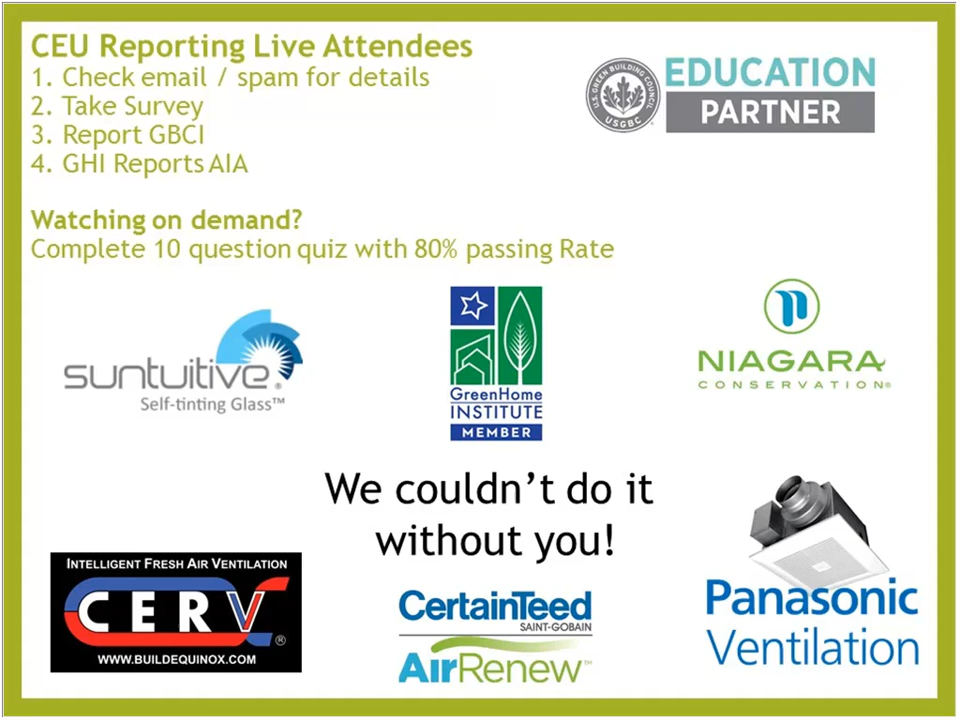 CEU Reporting Live Attendees
1. Check email / spam for details
2. Take Survey
3. Report GBCI
4. GHI Reports AIA
U.S. GREEN BUILDING COUNCIL
USGBC
EDUCATION
PARTNER
Watching on demand?
Complete 10 question quiz with 80% passing Rate
suntuitive®
Self-tinting Glass™
GreenHome
INSTITUTE
MEMBER
NIAGARA
CONSERVATION®
We couldn't do it
without you!
INTELLIGENT FRESH AIR VENTILATION
CERV®
WWW.BUILDEQUINOX.COM
CertainTeed
SAINT-GOBAIN
AirRenew™
Panasonic
Ventilation